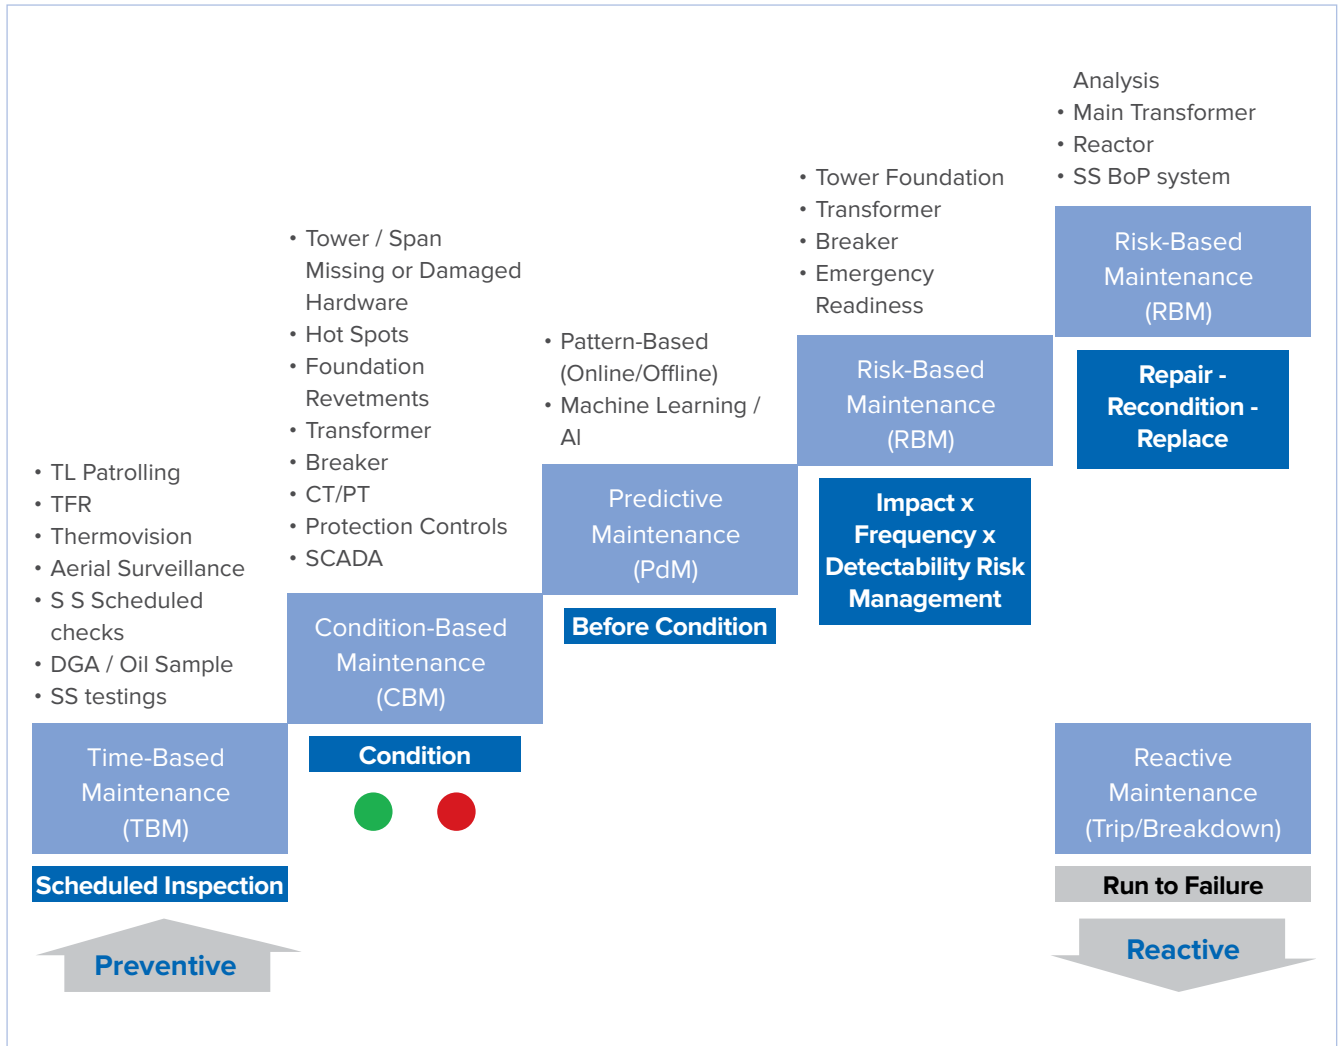 • TL Patrolling
• TFR
• Thermovision
• Aerial Surveillance
• S S Scheduled
checks
• DGA / Oil Sample
• SS testings
Time-Based
Maintenance
(TBM)
Scheduled Inspection
Preventive
• Tower / Span
Missing or Damaged
Hardware
• Hot Spots
• Foundation
Revetments
• Transformer
• Breaker
• CT/PT
• Protection Controls
• SCADA
Condition-Based
Maintenance
(CBM)
Condition
• Pattern-Based
(Online/Offline)
• Machine Learning /
AI
Predictive
Maintenance
(PdM)
Before Condition
• Tower Foundation
• Transformer
• Breaker
• Emergency
Readiness
Risk-Based
Maintenance
(RBM)
Impact x
Frequency x
Detectability Risk
Management
Analysis
• Main Transformer
• Reactor
• SS BoP system
Risk-Based
Maintenance
(RBM)
Repair -
Recondition -
Replace
Reactive
Maintenance
(Trip/Breakdown)
Run to Failure
Reactive